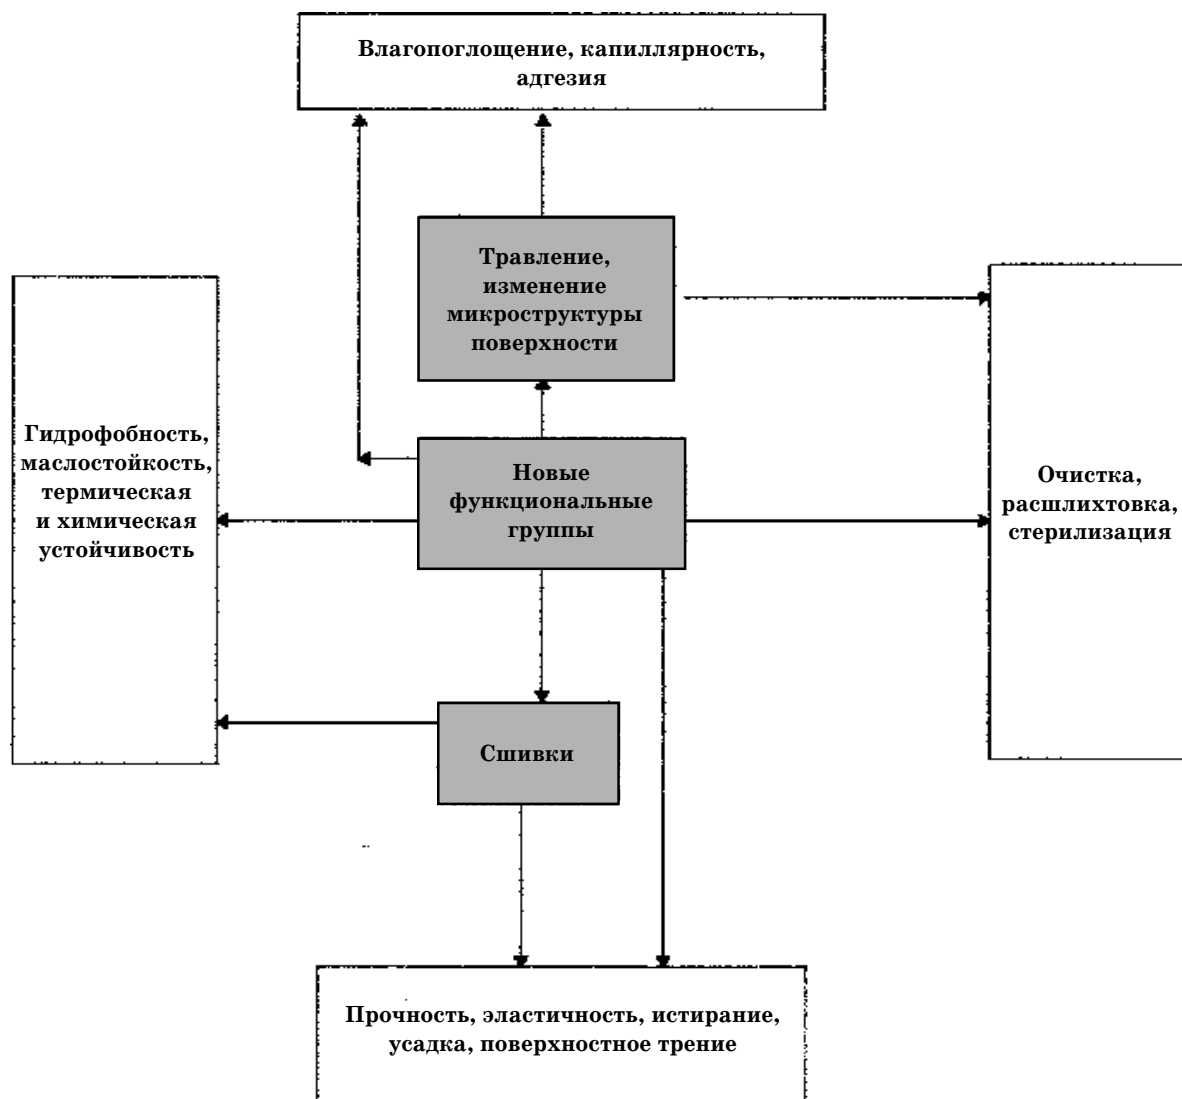 Влагопоглощение, капиллярность,
адгезия
Травление,
изменение
микроструктуры
поверхности
Гидрофобность,
маслостойкость,
термическая
и химическая
устойчивость
Новые
функциональные
группы
Очистка,
расшлихтовка,
стерилизация
Сшивки
Прочность, эластичность, истирание,
усадка, поверхностное трение